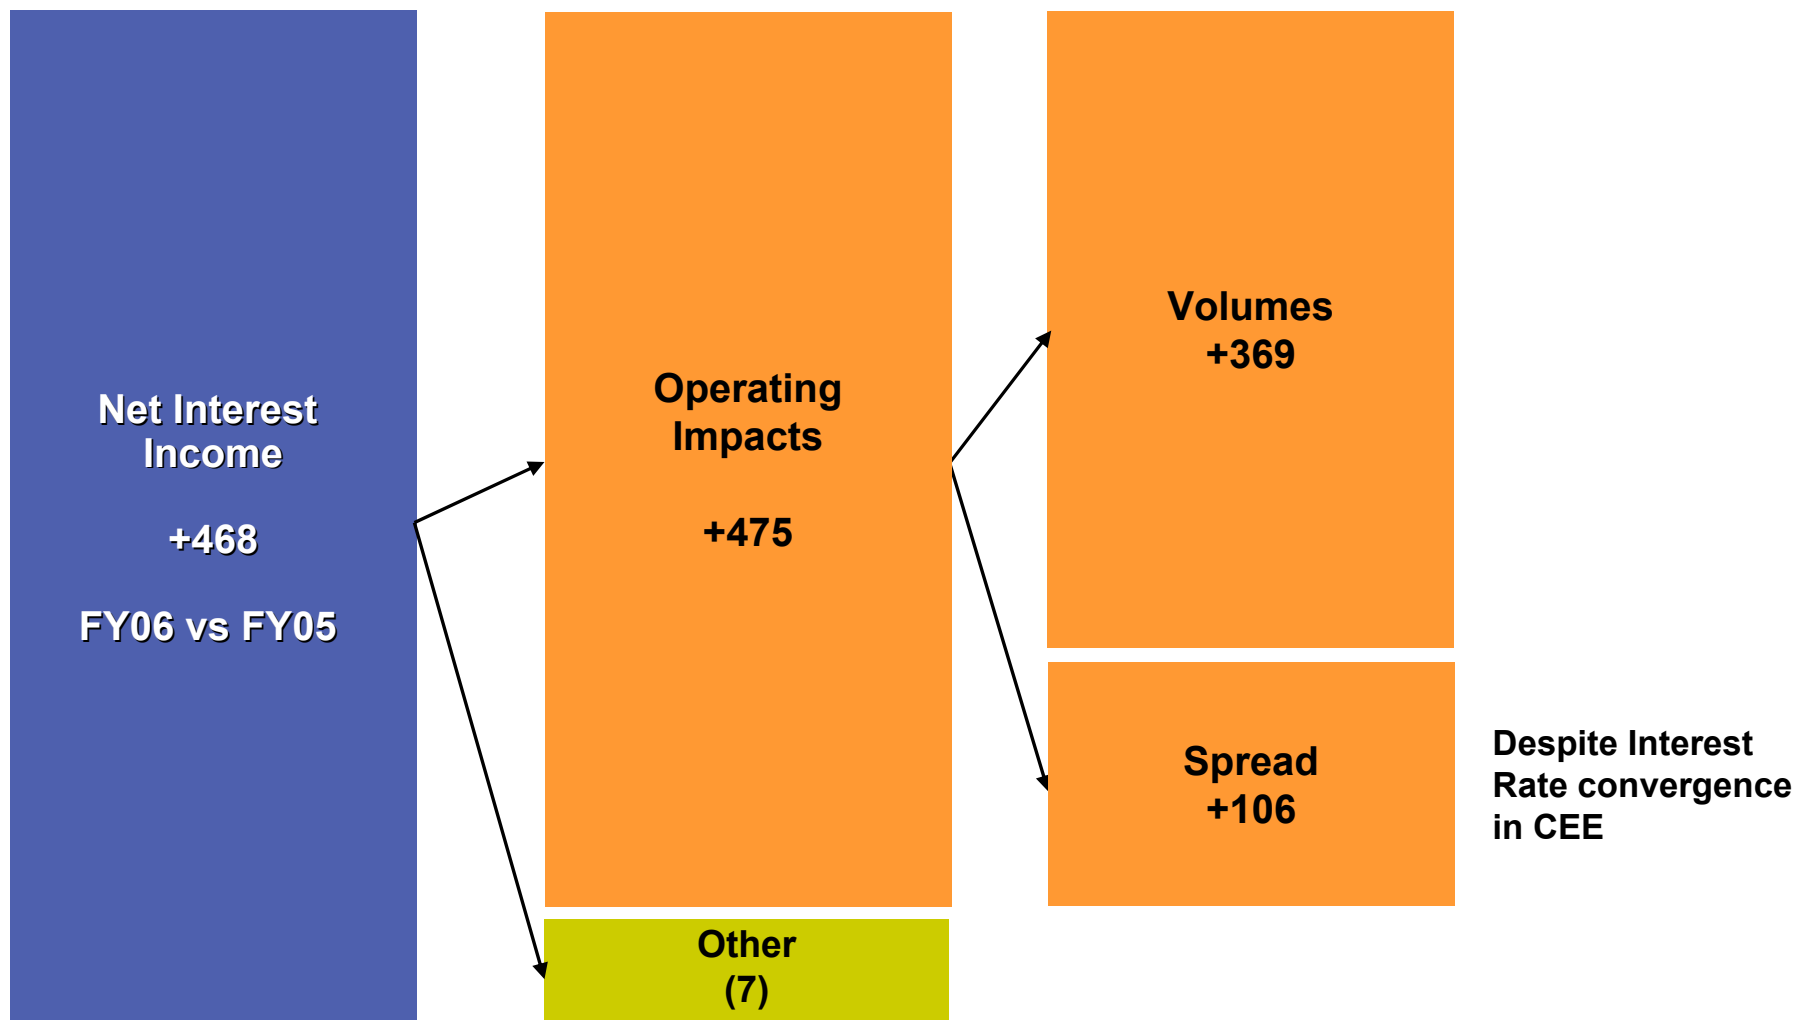 Net Interest
Income
+468
FY06 vs FY05
Operating
Impacts
+475
Other
(7)
Volumes
+369
Spread
+106
Despite Interest
Rate convergence
in CEE